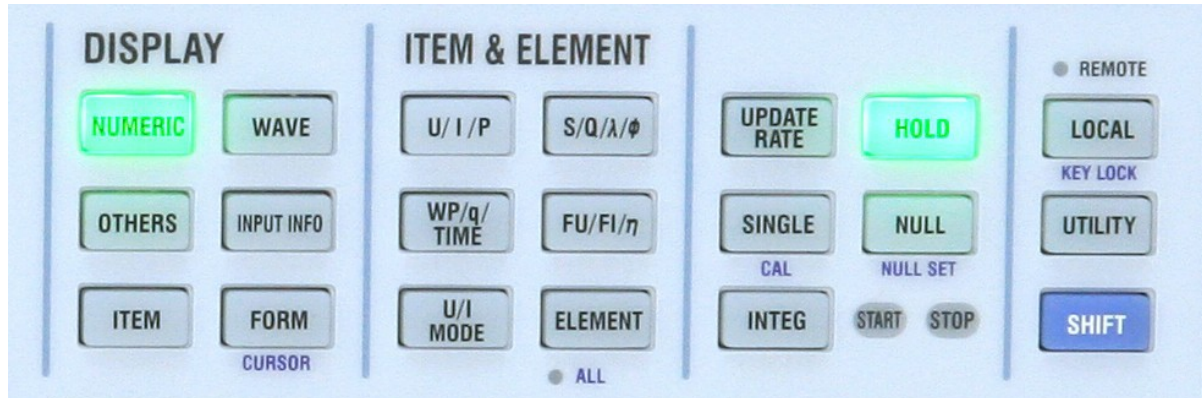 DISPLAY
ITEM & ELEMENT
REMOTE
NUMERIC
WAVE
U/ I /P
S/Q/λ/Φ
UPDATE
RATE
HOLD
LOCAL
KEY LOCK
OTHERS
INPUT INFO
WP/q/
TIME
FU/FI/η
SINGLE
NULL
UTILITY
CAL
NULL SET
ITEM
FORM
U/I
MODE
ELEMENT
INTEG
START
STOP
SHIFT
CURSOR
ALL